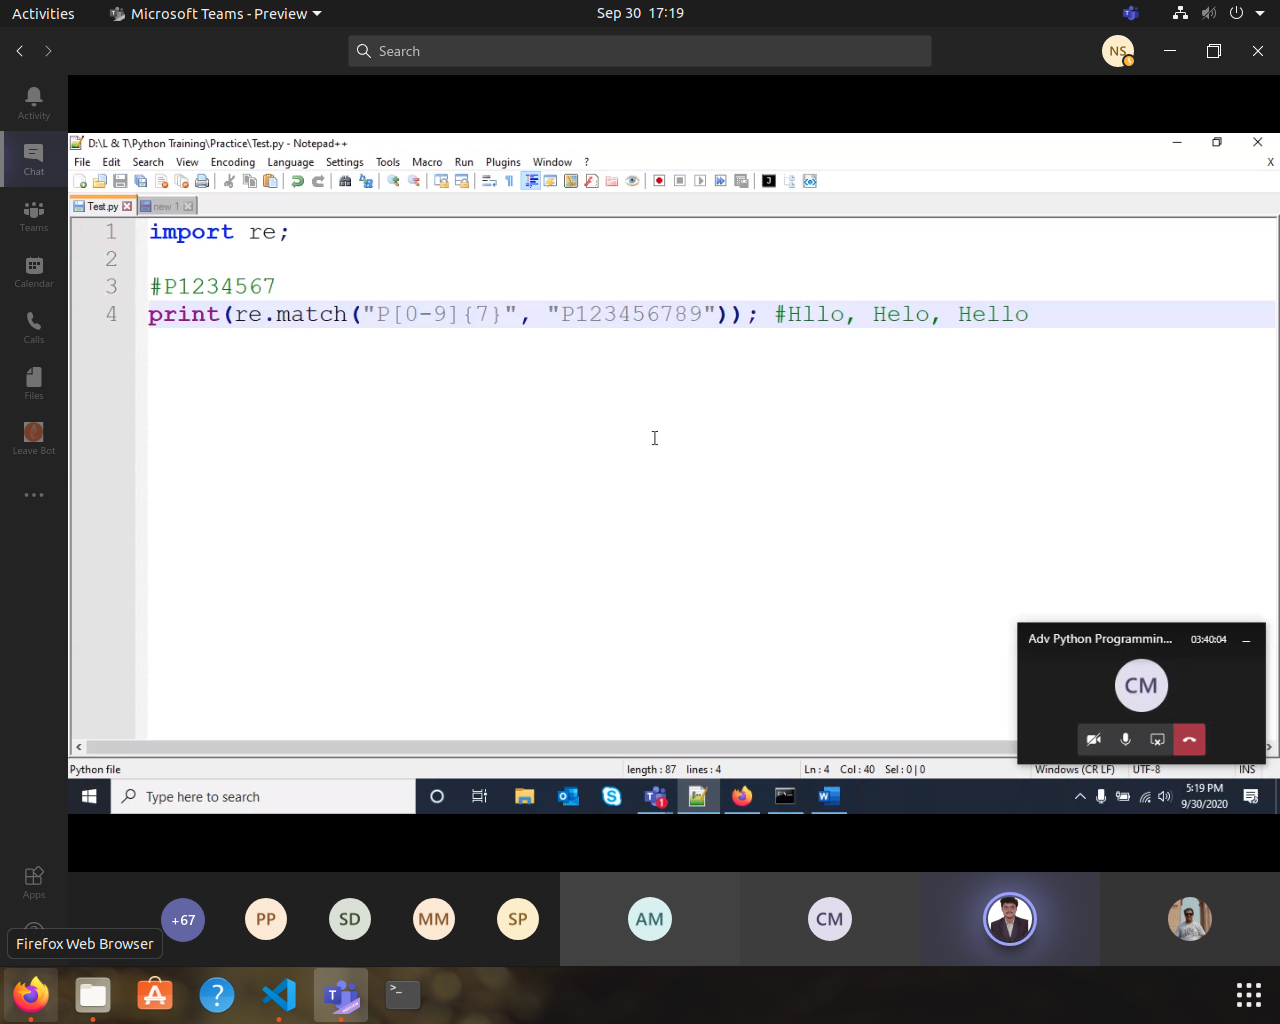 Activities Microsoft Teams - Preview Sep 30 17:19
Search NS
Activity
Chat
Teams
Calendar
Calls
Files
Leave Bot
Apps
D:\L & T\Python Training\Practice\Test.py - Notepad++
File Edit Search View Encoding Language Settings Tools Macro Run Plugins Window ? X
Test.py new 1
1 import re;
2
3 #P1234567
4 print(re.match("P[0-9]{7}", "P123456789")); #Hllo, Helo, Hello
Adv Python Programmin... 03:40:04
CM
Python file length : 87 lines : 4 Ln : 4 Col : 40 Sel : 0 | 0 Windows (CR LF) UTF-8 INS
Type here to search 1 5:19 PM
9/30/2020
+67 PP SD MM SP AM CM
Firefox Web Browser